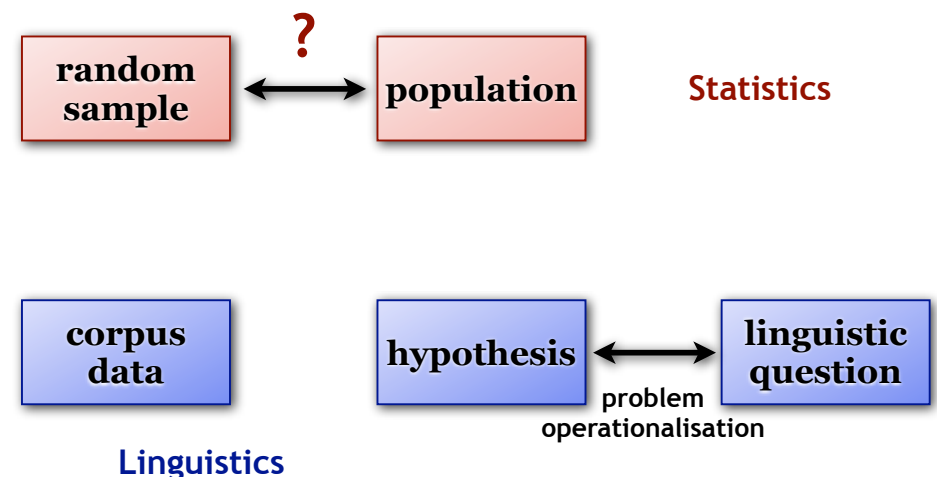 ?
random
sample
population
Statistics
corpus
data
hypothesis
linguistic
question
problem
operationalisation
Linguistics